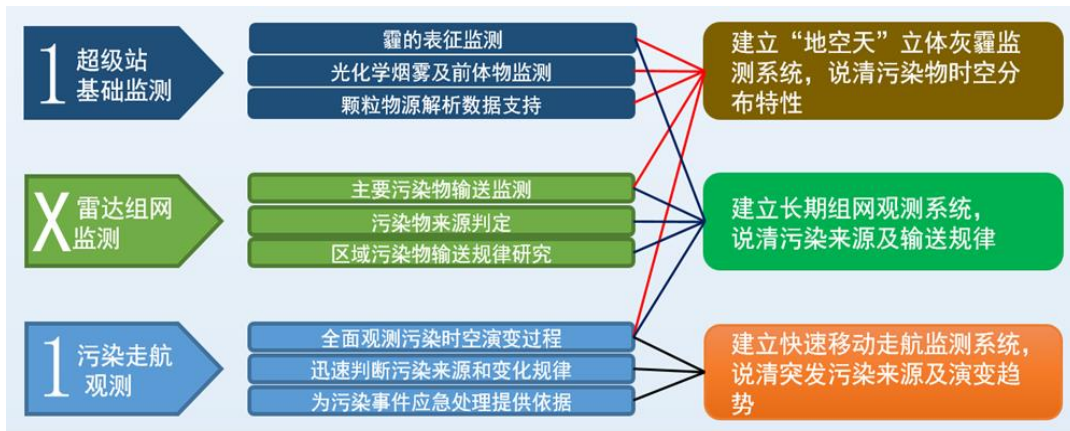 1 超级站
基础监测
霾的表征监测
光化学烟雾及前体物监测
颗粒物源解析数据支持
建立“地空天”立体灰霾监
测系统，说清污染物时空分
布特性
X 雷达组网
监测
主要污染物输送监测
污染物来源判定
区域污染物输送规律研究
建立长期组网观测系统，
说清污染来源及输送规律
1 污染走航
观测
全面观测污染时空演变过程
迅速判断污染来源和变化规律
为污染事件应急处理提供依据
建立快速移动走航监测系统，
说清突发污染来源及演变趋
势